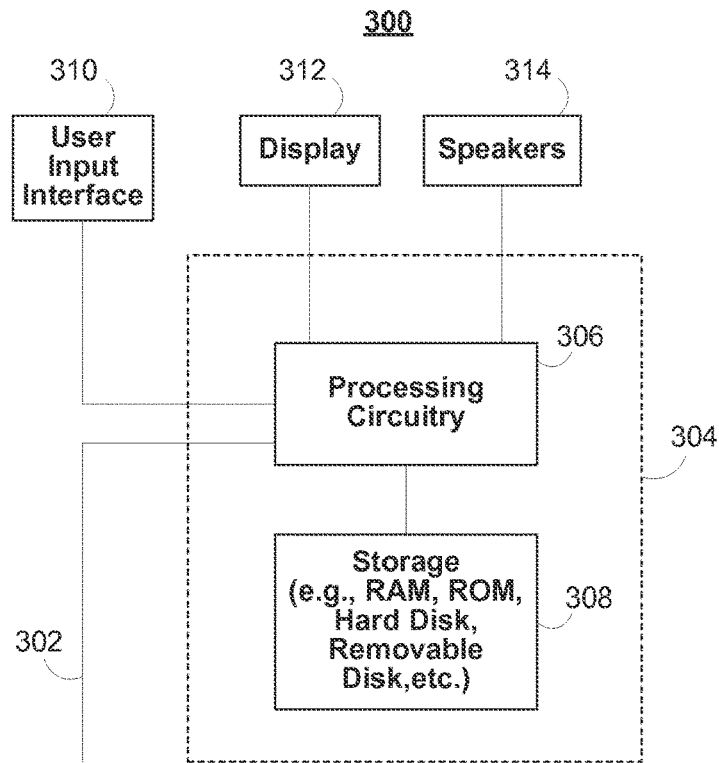 300
310
312
314
User
Input
Interface
Display
Speakers
306
Processing
Circuitry
304
Storage
(e.g., RAM, ROM,
Hard Disk,
Removable
Disk,etc.)
308
302